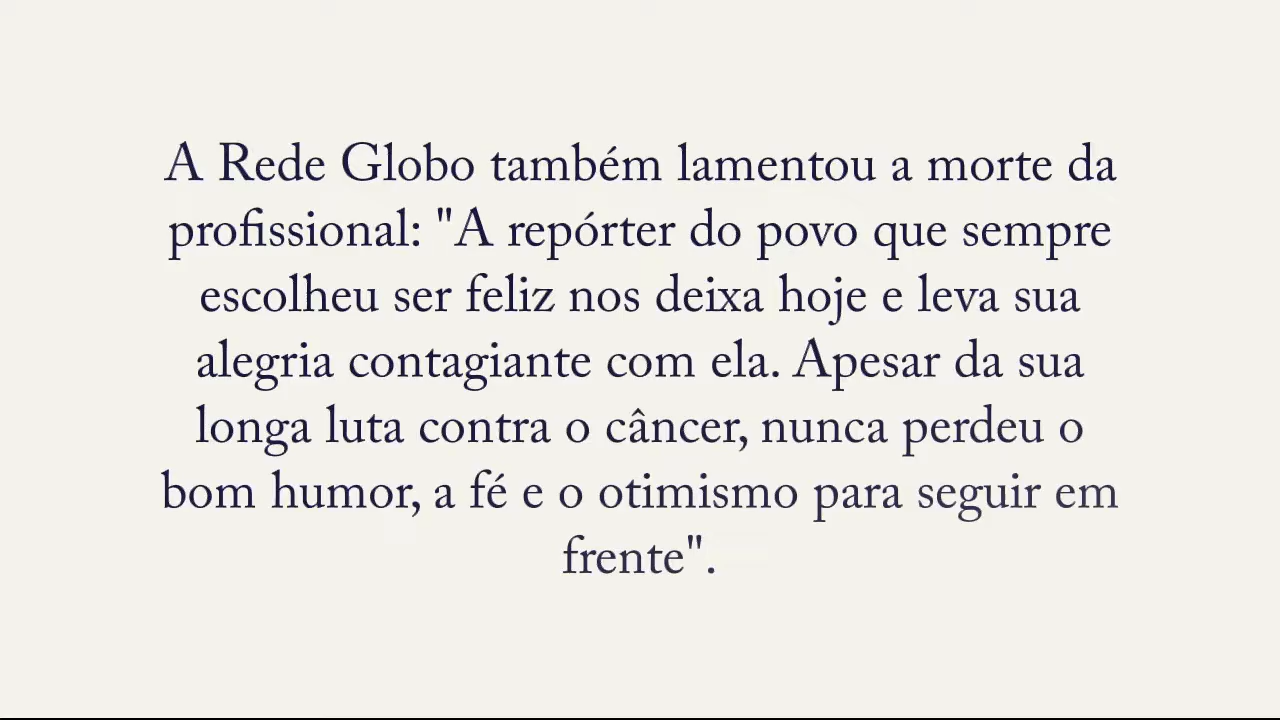 A Rede Globo também lamentou a morte da
profissional: "A repórter do povo que sempre
escolheu ser feliz nos deixa hoje e leva sua
alegria contagiante com ela. Apesar da sua
longa luta contra o câncer, nunca perdeu o
bom humor, a fé e o otimismo para seguir em
frente".